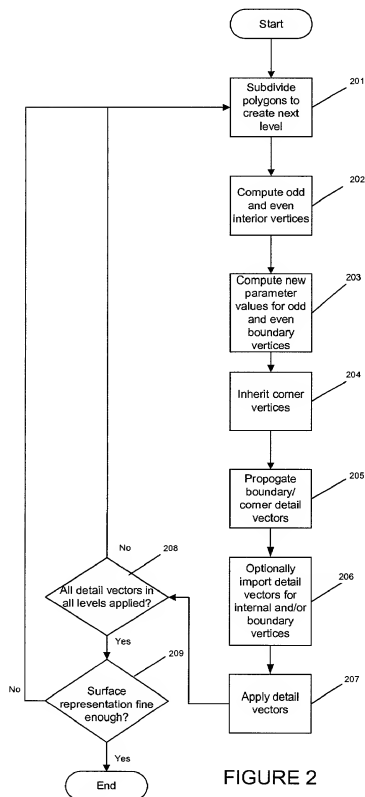 Start
Subdivide
polygons to
create next
level
201
Compute odd
and even
interior vertices
202
Compute new
parameter
values for odd
and even
boundary
vertices
203
Inherit corner
vertices
204
Propogate
boundary/
corner detail
vectors
205
Optionally
import detail
vectors for
internal and/or
boundary
vertices
206
Apply detail
vectors
207
No
208
All detail vectors in
all levels applied?
Yes
209
No
Surface
representation fine
enough?
Yes
End
FIGURE 2